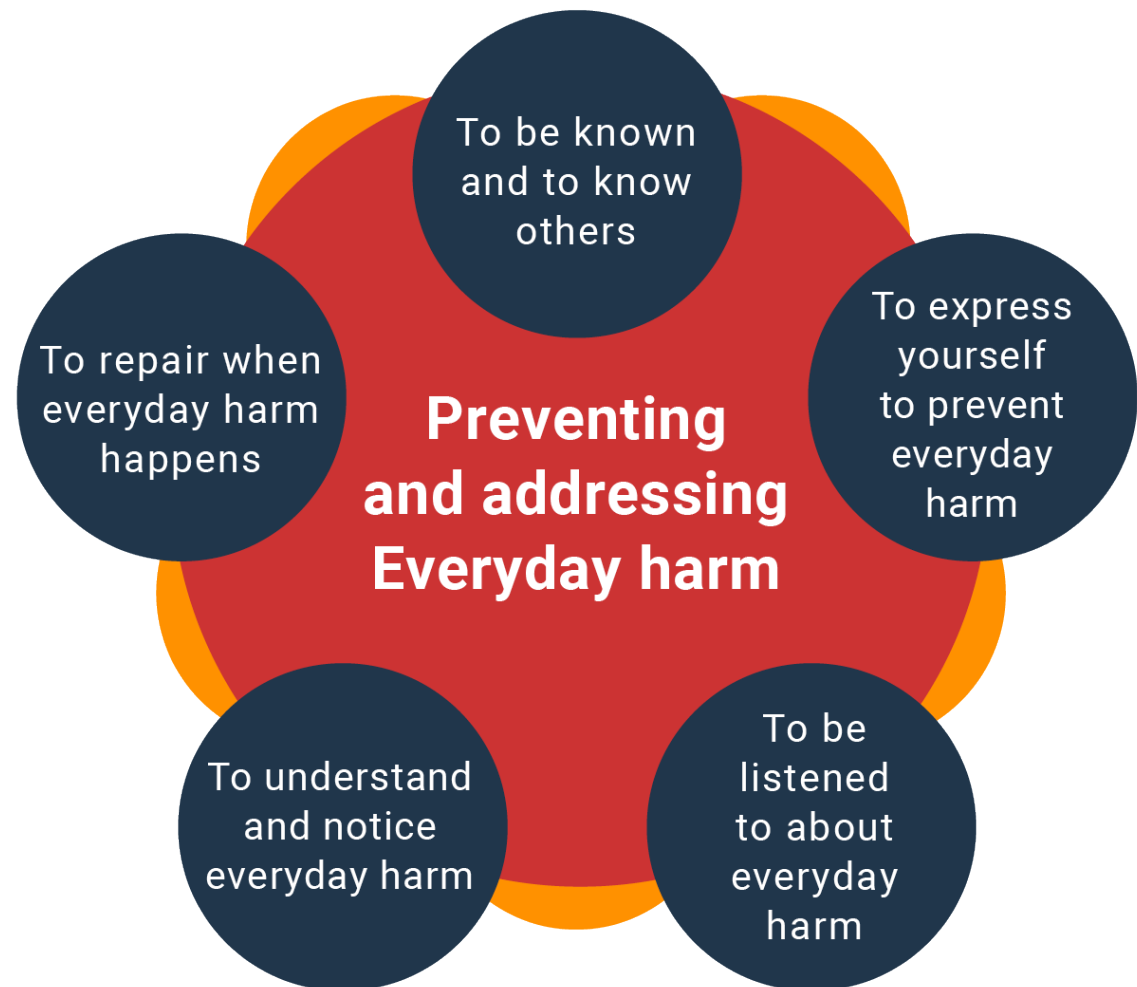 To be known
and to know
others
To express
yourself
to prevent
everyday
harm
To be
listened
to about
everyday
harm
To understand
and notice
everyday harm
To repair when
everyday harm
happens
Preventing
and addressing
Everyday harm